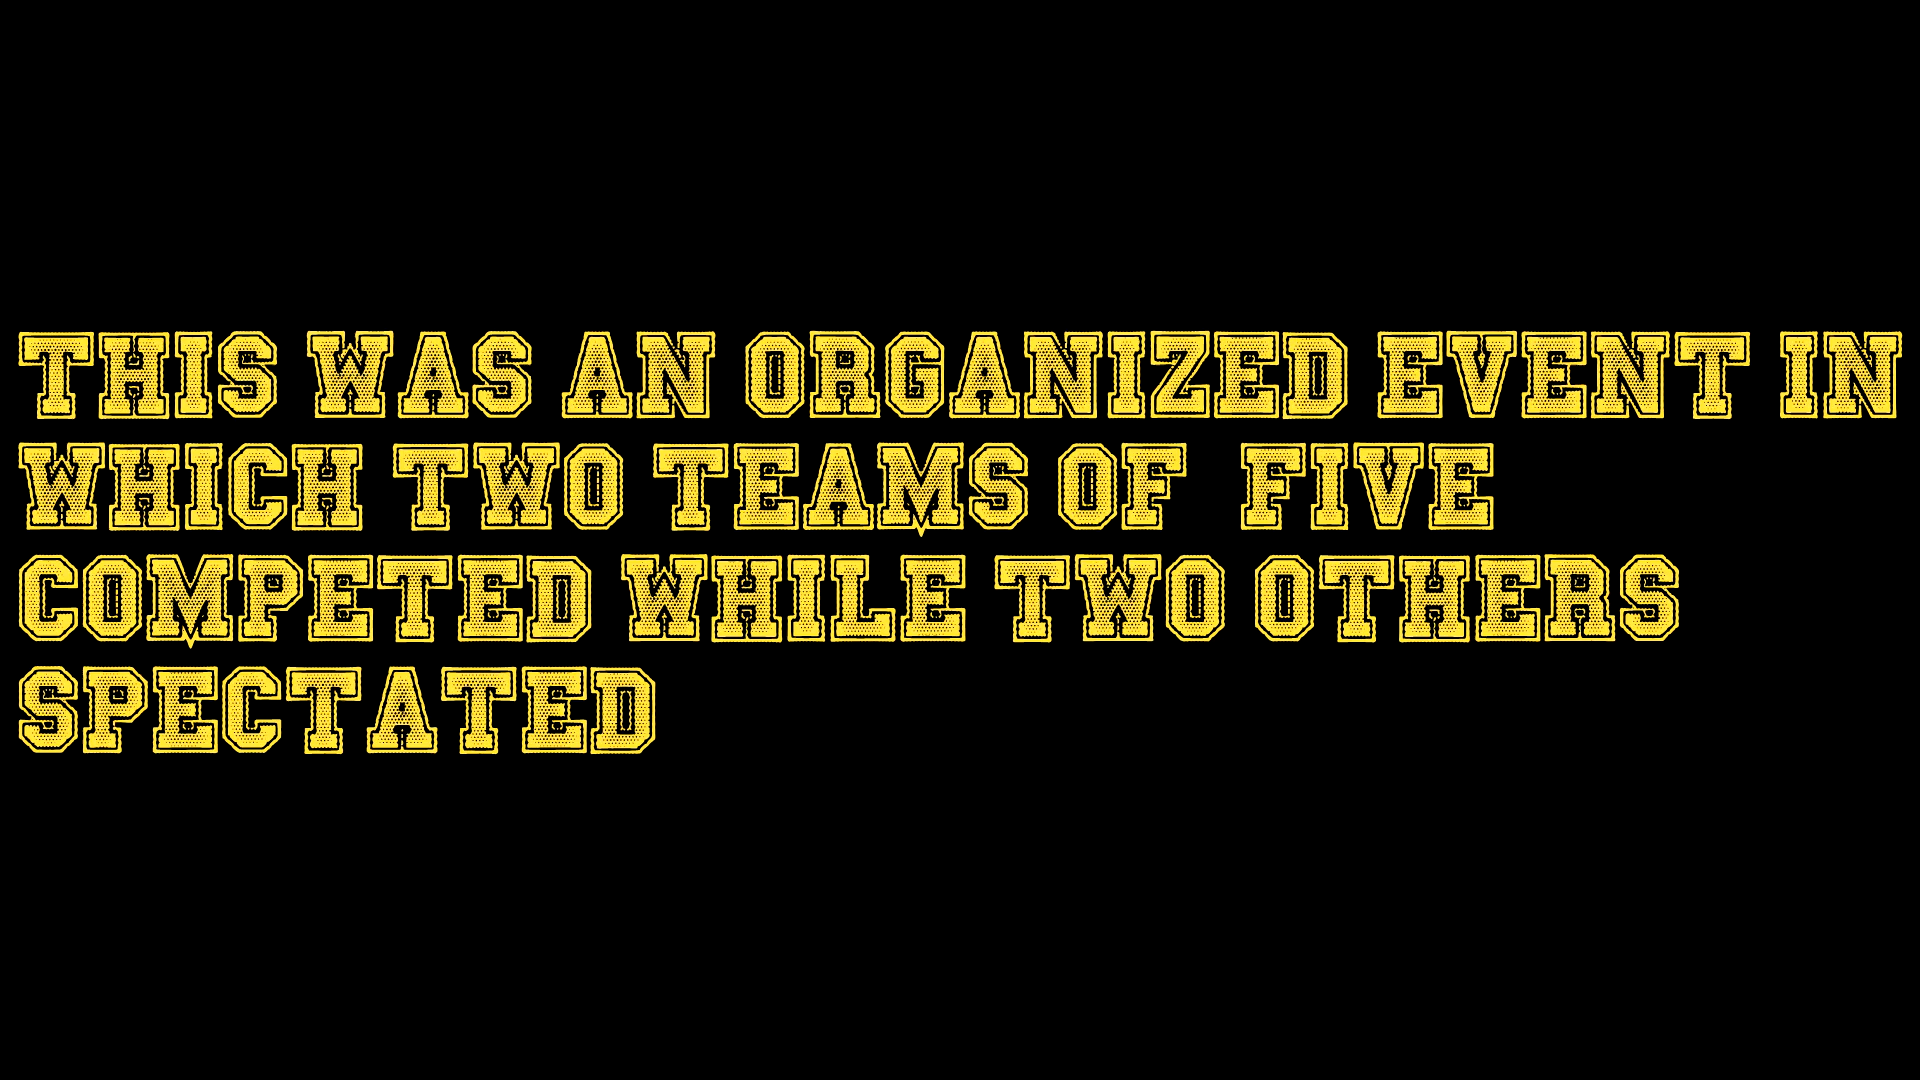 THIS WAS AN ORGANIZED EVENT IN
WHICH TWO TEAMS OF FIVE
COMPETED WHILE TWO OTHERS
SPECTATED